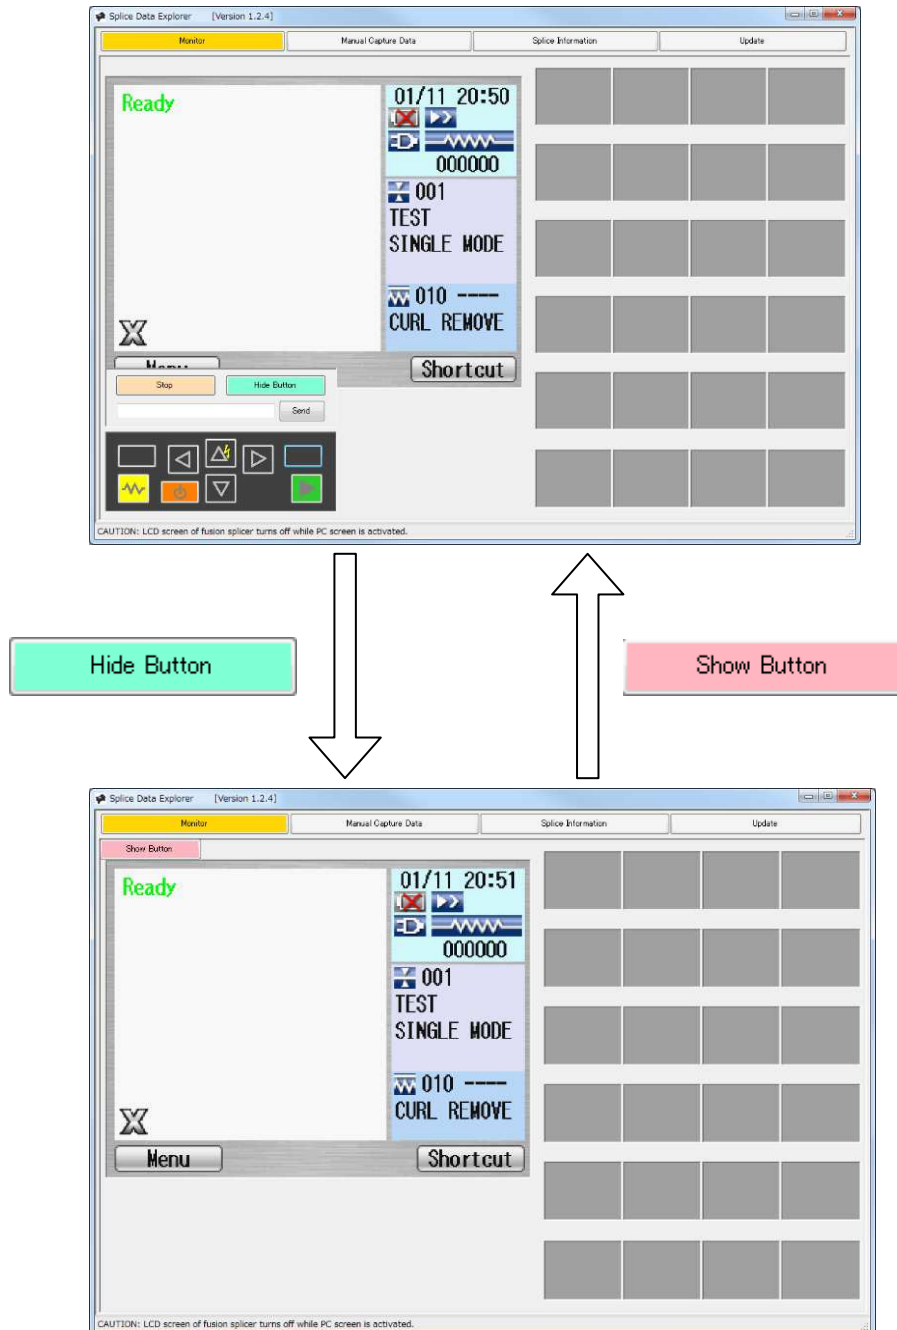 Splice Data Explorer [Version 1.2.4]
Monitor Manual Capture Data Splice Information Update
Ready
01/11 20:50
000000
001
TEST
SINGLE MODE
010 ----
CURL REMOVE
X
Menu Shortcut
Stop Hide Button
Send
CAUTION: LCD screen of fusion splicer turns off while PC screen is activated.
Hide Button
Show Button
Splice Data Explorer [Version 1.2.4]
Monitor Manual Capture Data Splice Information Update
Show Button
Ready
01/11 20:51
000000
001
TEST
SINGLE MODE
010 ----
CURL REMOVE
X
Menu Shortcut
CAUTION: LCD screen of fusion splicer turns off while PC screen is activated.